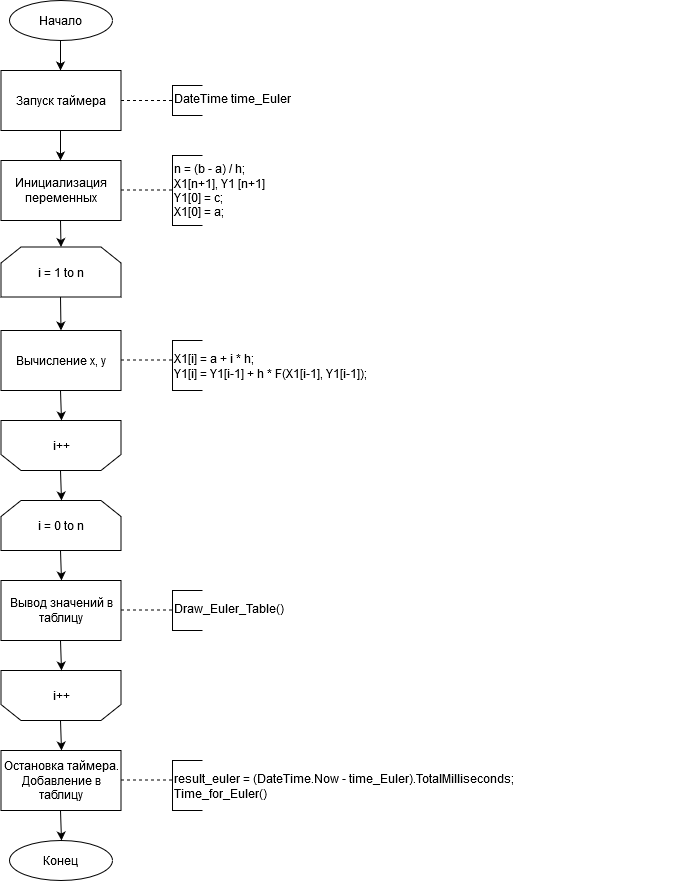 Начало
Запуск таймера
DateTime time_Euler
Инициализация
переменных
n = (b - a) / h;
X1[n+1], Y1 [n+1]
Y1[0] = c;
X1[0] = a;
i = 1 to n
Вычисление x, y
X1[i] = a + i * h;
Y1[i] = Y1[i-1] + h * F(X1[i-1], Y1[i-1]);
i++
i = 0 to n
Вывод значений в
таблицу
Draw_Euler_Table()
i++
Остановка таймера.
Добавление в
таблицу
result_euler = (DateTime.Now - time_Euler).TotalMilliseconds;
Time_for_Euler()
Конец